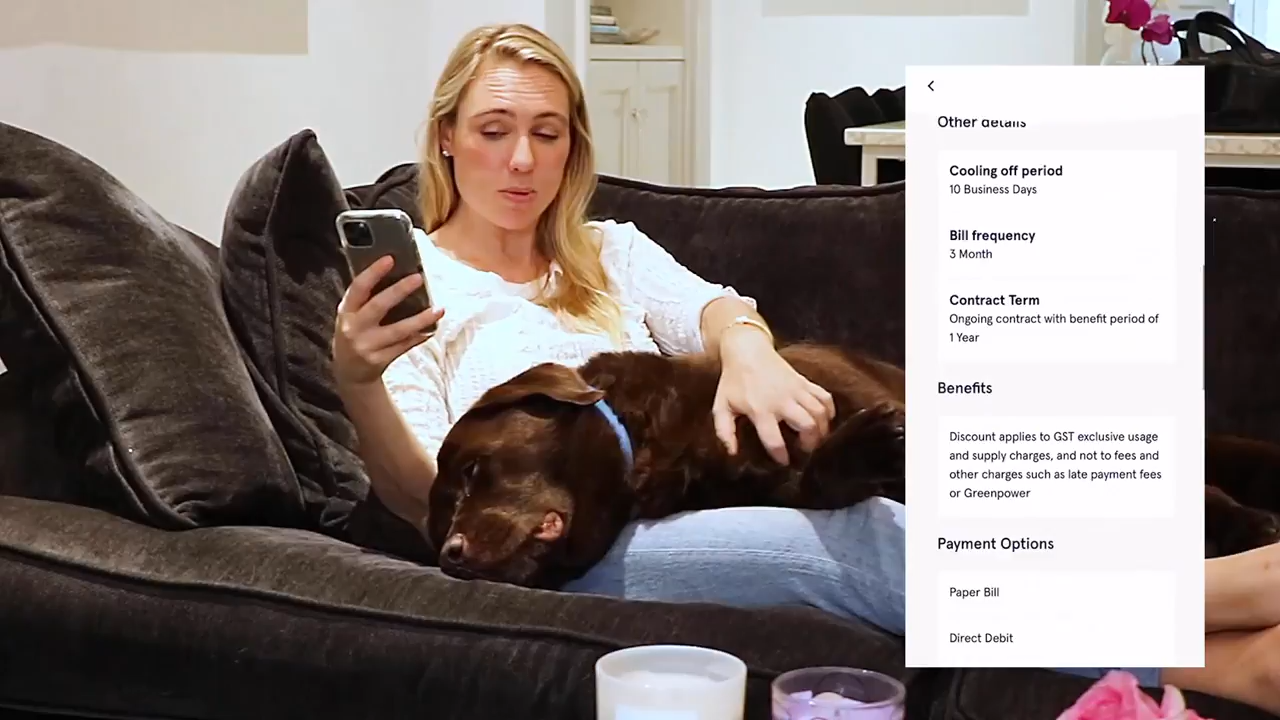 Other details
Cooling off period
10 Business Days
Bill frequency
3 Month
Contract Term
Ongoing contract with benefit period of
1 Year
Benefits
Discount applies to GST exclusive usage
and supply charges, and not to fees and
other charges such as late payment fees
or Greenpower
Payment Options
Paper Bill
Direct Debit